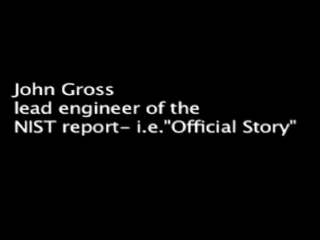 John Gross
lead engineer of the
NIST report- i.e."Official Story"